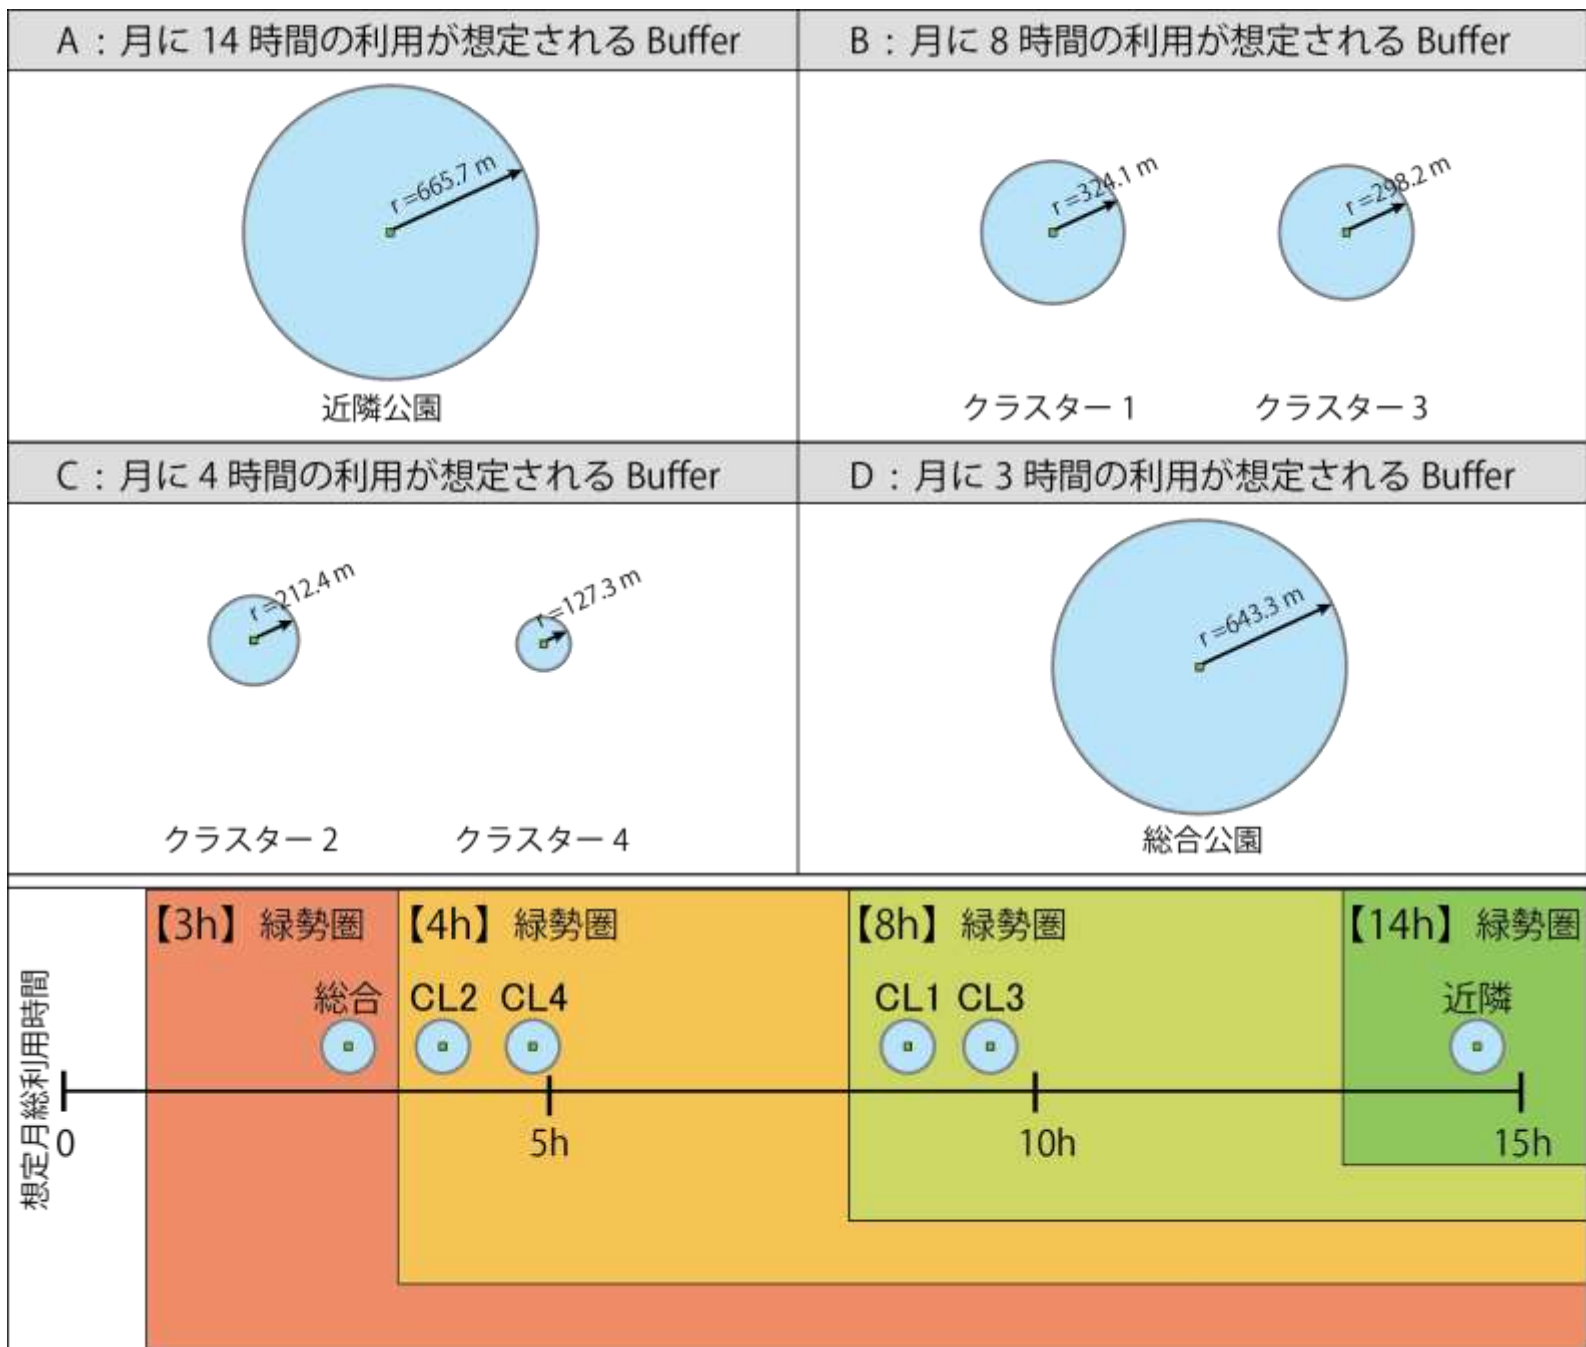 A：月に 14 時間の利用が想定される Buffer
B：月に 8 時間の利用が想定される Buffer
r =665.7 m
近隣公園
r =324.1 m
r =298.2 m
クラスター 1
クラスター 3
C：月に 4 時間の利用が想定される Buffer
D：月に 3 時間の利用が想定される Buffer
r =212.4 m
r =127.3 m
クラスター 2
クラスター 4
r =643.3 m
総合公園
想定月総利用時間
【3h】緑勢圏
【4h】緑勢圏
【8h】緑勢圏
【14h】緑勢圏
総合
CL2
CL4
CL1
CL3
近隣
0
5h
10h
15h